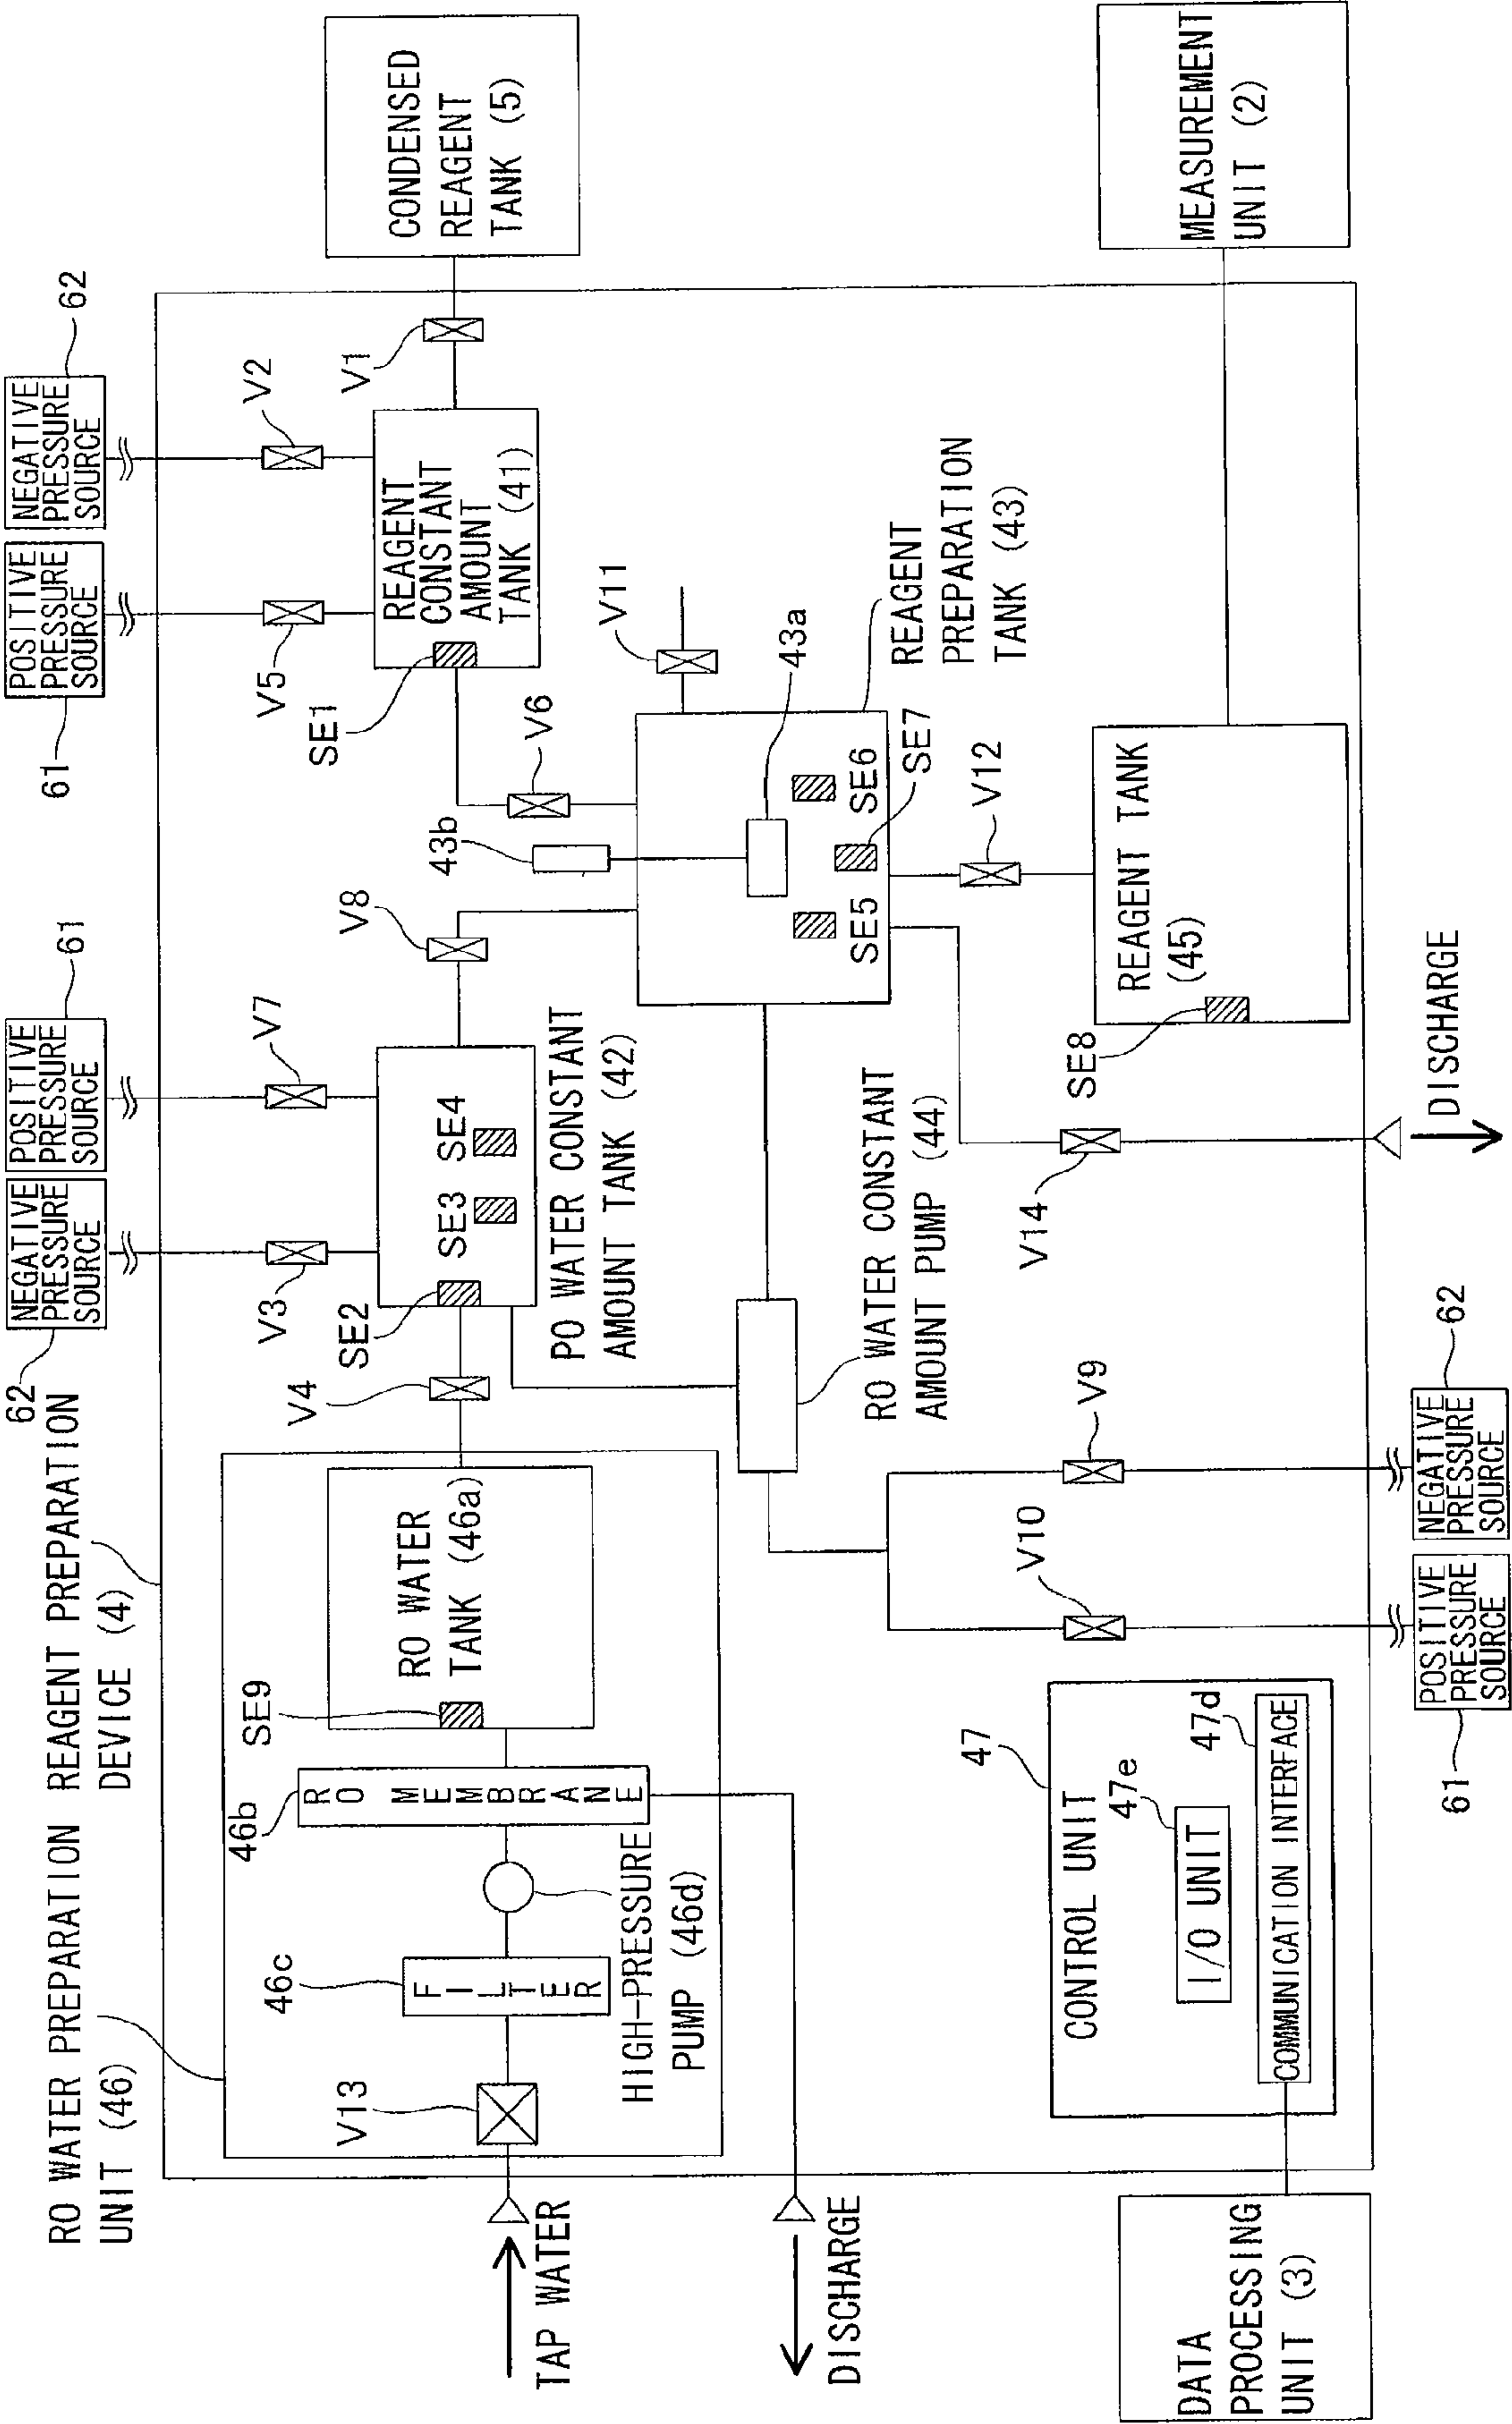 RO WATER PREPARATION
UNIT (46)
REAGENT PREPARATION
DEVICE (4)
62
NEGATIVE
PRESSURE
SOURCE
POSITIVE
PRESSURE
SOURCE
61
61
POSITIVE
PRESSURE
SOURCE
NEGATIVE
PRESSURE
SOURCE
62
V3
V7
V5
V2
V13
46c
46b
SE9
V4
SE2
V8
SE1
V1
CONDENSED
REAGENT
TANK (5)
FILTER
RO MEMBRANE
RO WATER
TANK (46a)
SE3
SE4
REAGENT
CONSTANT
AMOUNT
TANK (41)
43b
V6
V11
TAP WATER
HIGH-PRESSURE
PUMP (46d)
PO WATER CONSTANT
AMOUNT TANK (42)
43a
SE5
SE6
SE7
REAGENT
PREPARATION
TANK (43)
DISCHARGE
RO WATER CONSTANT
AMOUNT PUMP (44)
V12
47
CONTROL UNIT
V10
V9
V14
SE8
REAGENT TANK
(45)
MEASUREMENT
UNIT (2)
47e
I/O UNIT
47d
COMMUNICATION INTERFACE
DATA
PROCESSING
UNIT (3)
61
POSITIVE
PRESSURE
SOURCE
NEGATIVE
PRESSURE
SOURCE
62
DISCHARGE